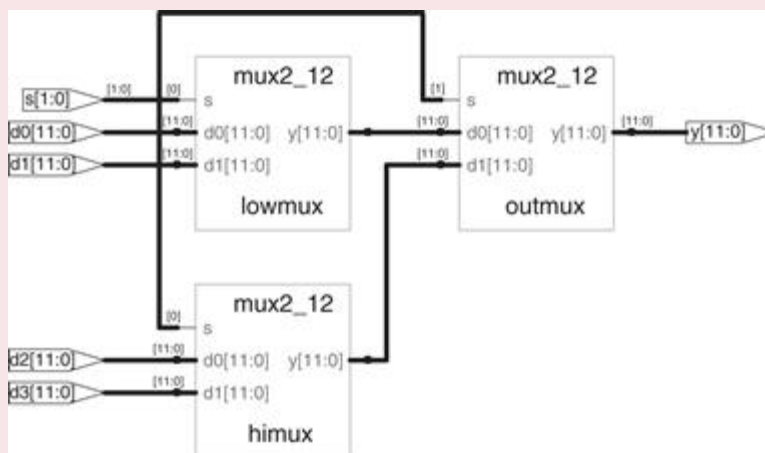 mux2_12
s[1:0]
[1:0]
[0]
s
d0[11:0]
[11:0]
d0[11:0]
y[11:0]
d1[11:0]
[11:0]
d1[11:0]
lowmux
mux2_12
[1]
s
[11:0]
d0[11:0]
y[11:0]
[11:0]
y[11:0]
[11:0]
d1[11:0]
outmux
mux2_12
[0]
s
d2[11:0]
[11:0]
d0[11:0]
y[11:0]
d3[11:0]
[11:0]
d1[11:0]
himux